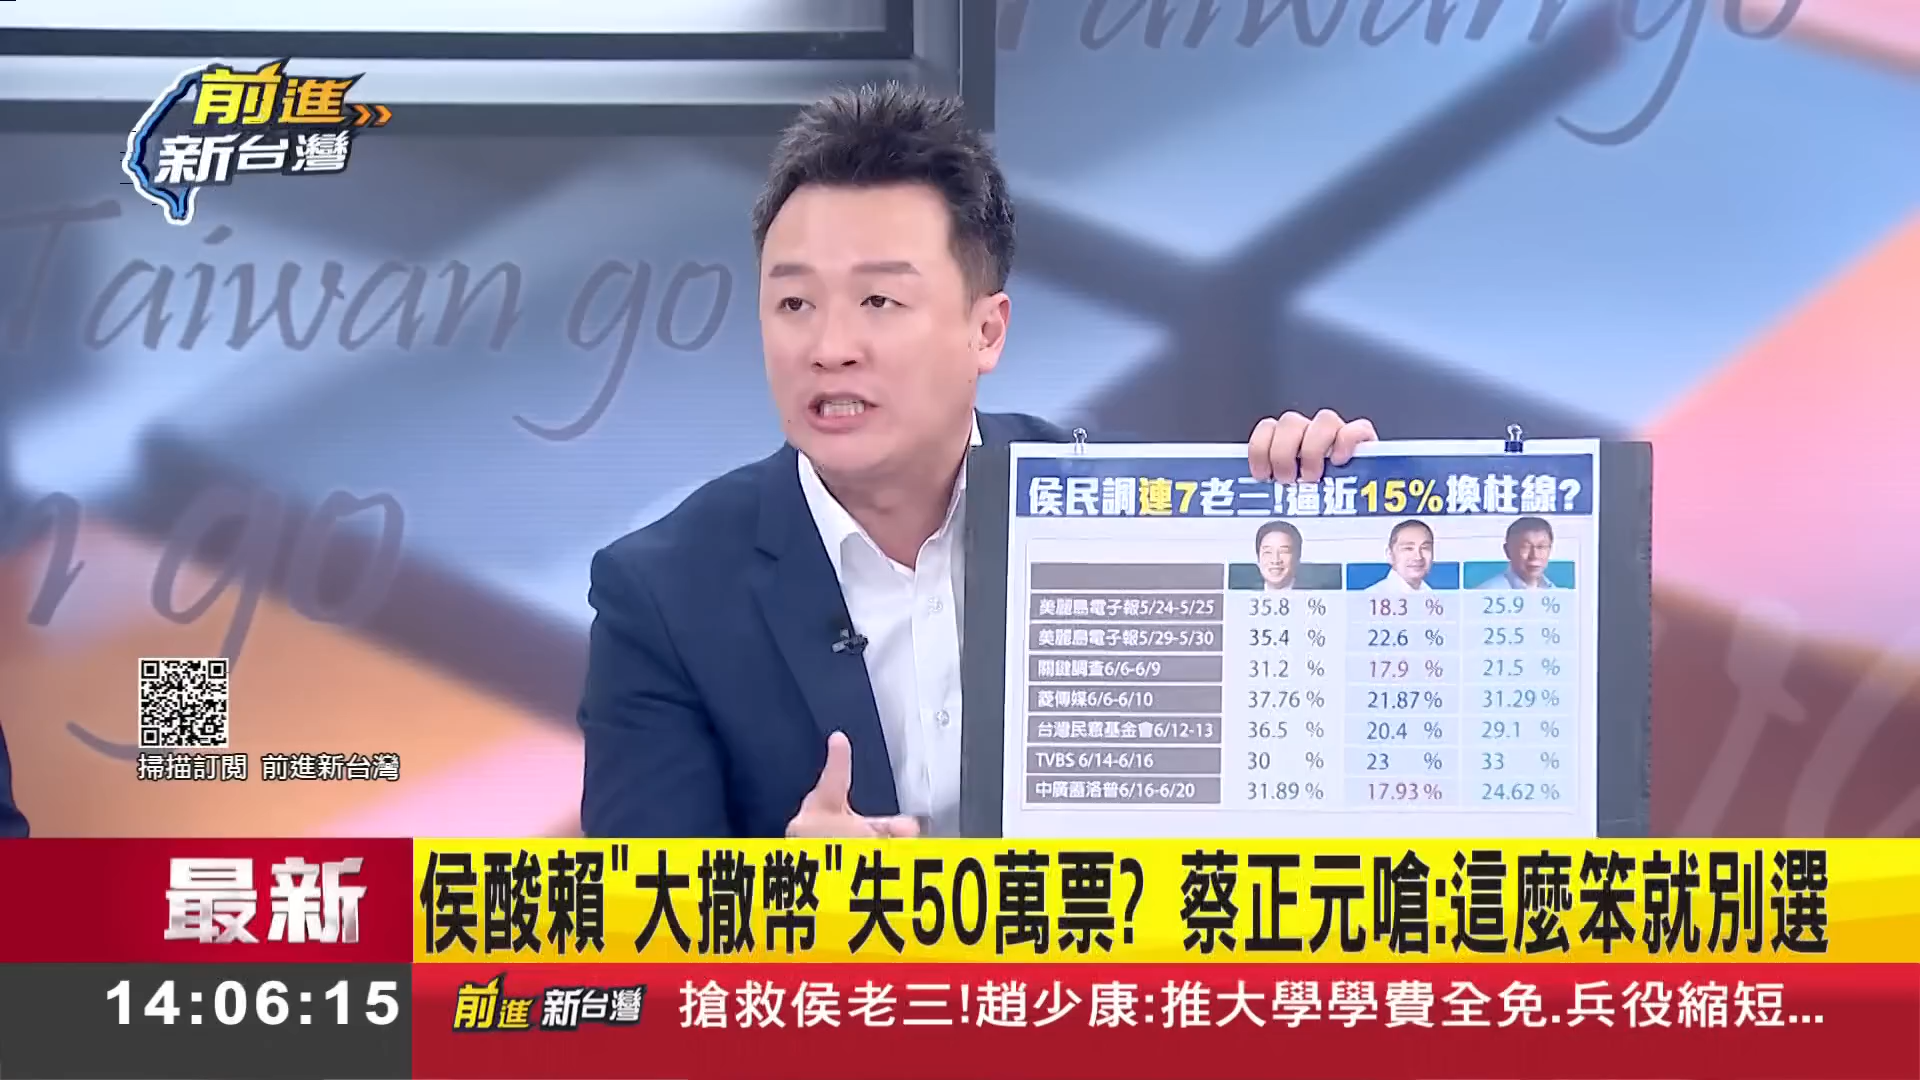 Taiwan go
前進
新台灣
Taiwan go
n go
侯民調連7老三!逼近15%換柱線?
美麗島電子報5/24-5/25 35.8 % 18.3 % 25.9 %
美麗島電子報5/29-5/30 35.4 % 22.6 % 25.5 %
關鍵調查6/6-6/9 31.2 % 17.9 % 21.5 %
菱傳媒6/6-6/10 37.76 % 21.87 % 31.29 %
台灣民意基金會6/12-13 36.5 % 20.4 % 29.1 %
TVBS 6/14-6/16 30 % 23 % 33 %
中廣蓋洛普6/16-6/20 31.89 % 17.93 % 24.62 %
掃描訂閱 前進新台灣
最新 侯酸賴"大撒幣"失50萬票? 蔡正元嗆:這麼笨就別選
14:06:15 前進新台灣 搶救侯老三!趙少康:推大學學費全免.兵役縮短...